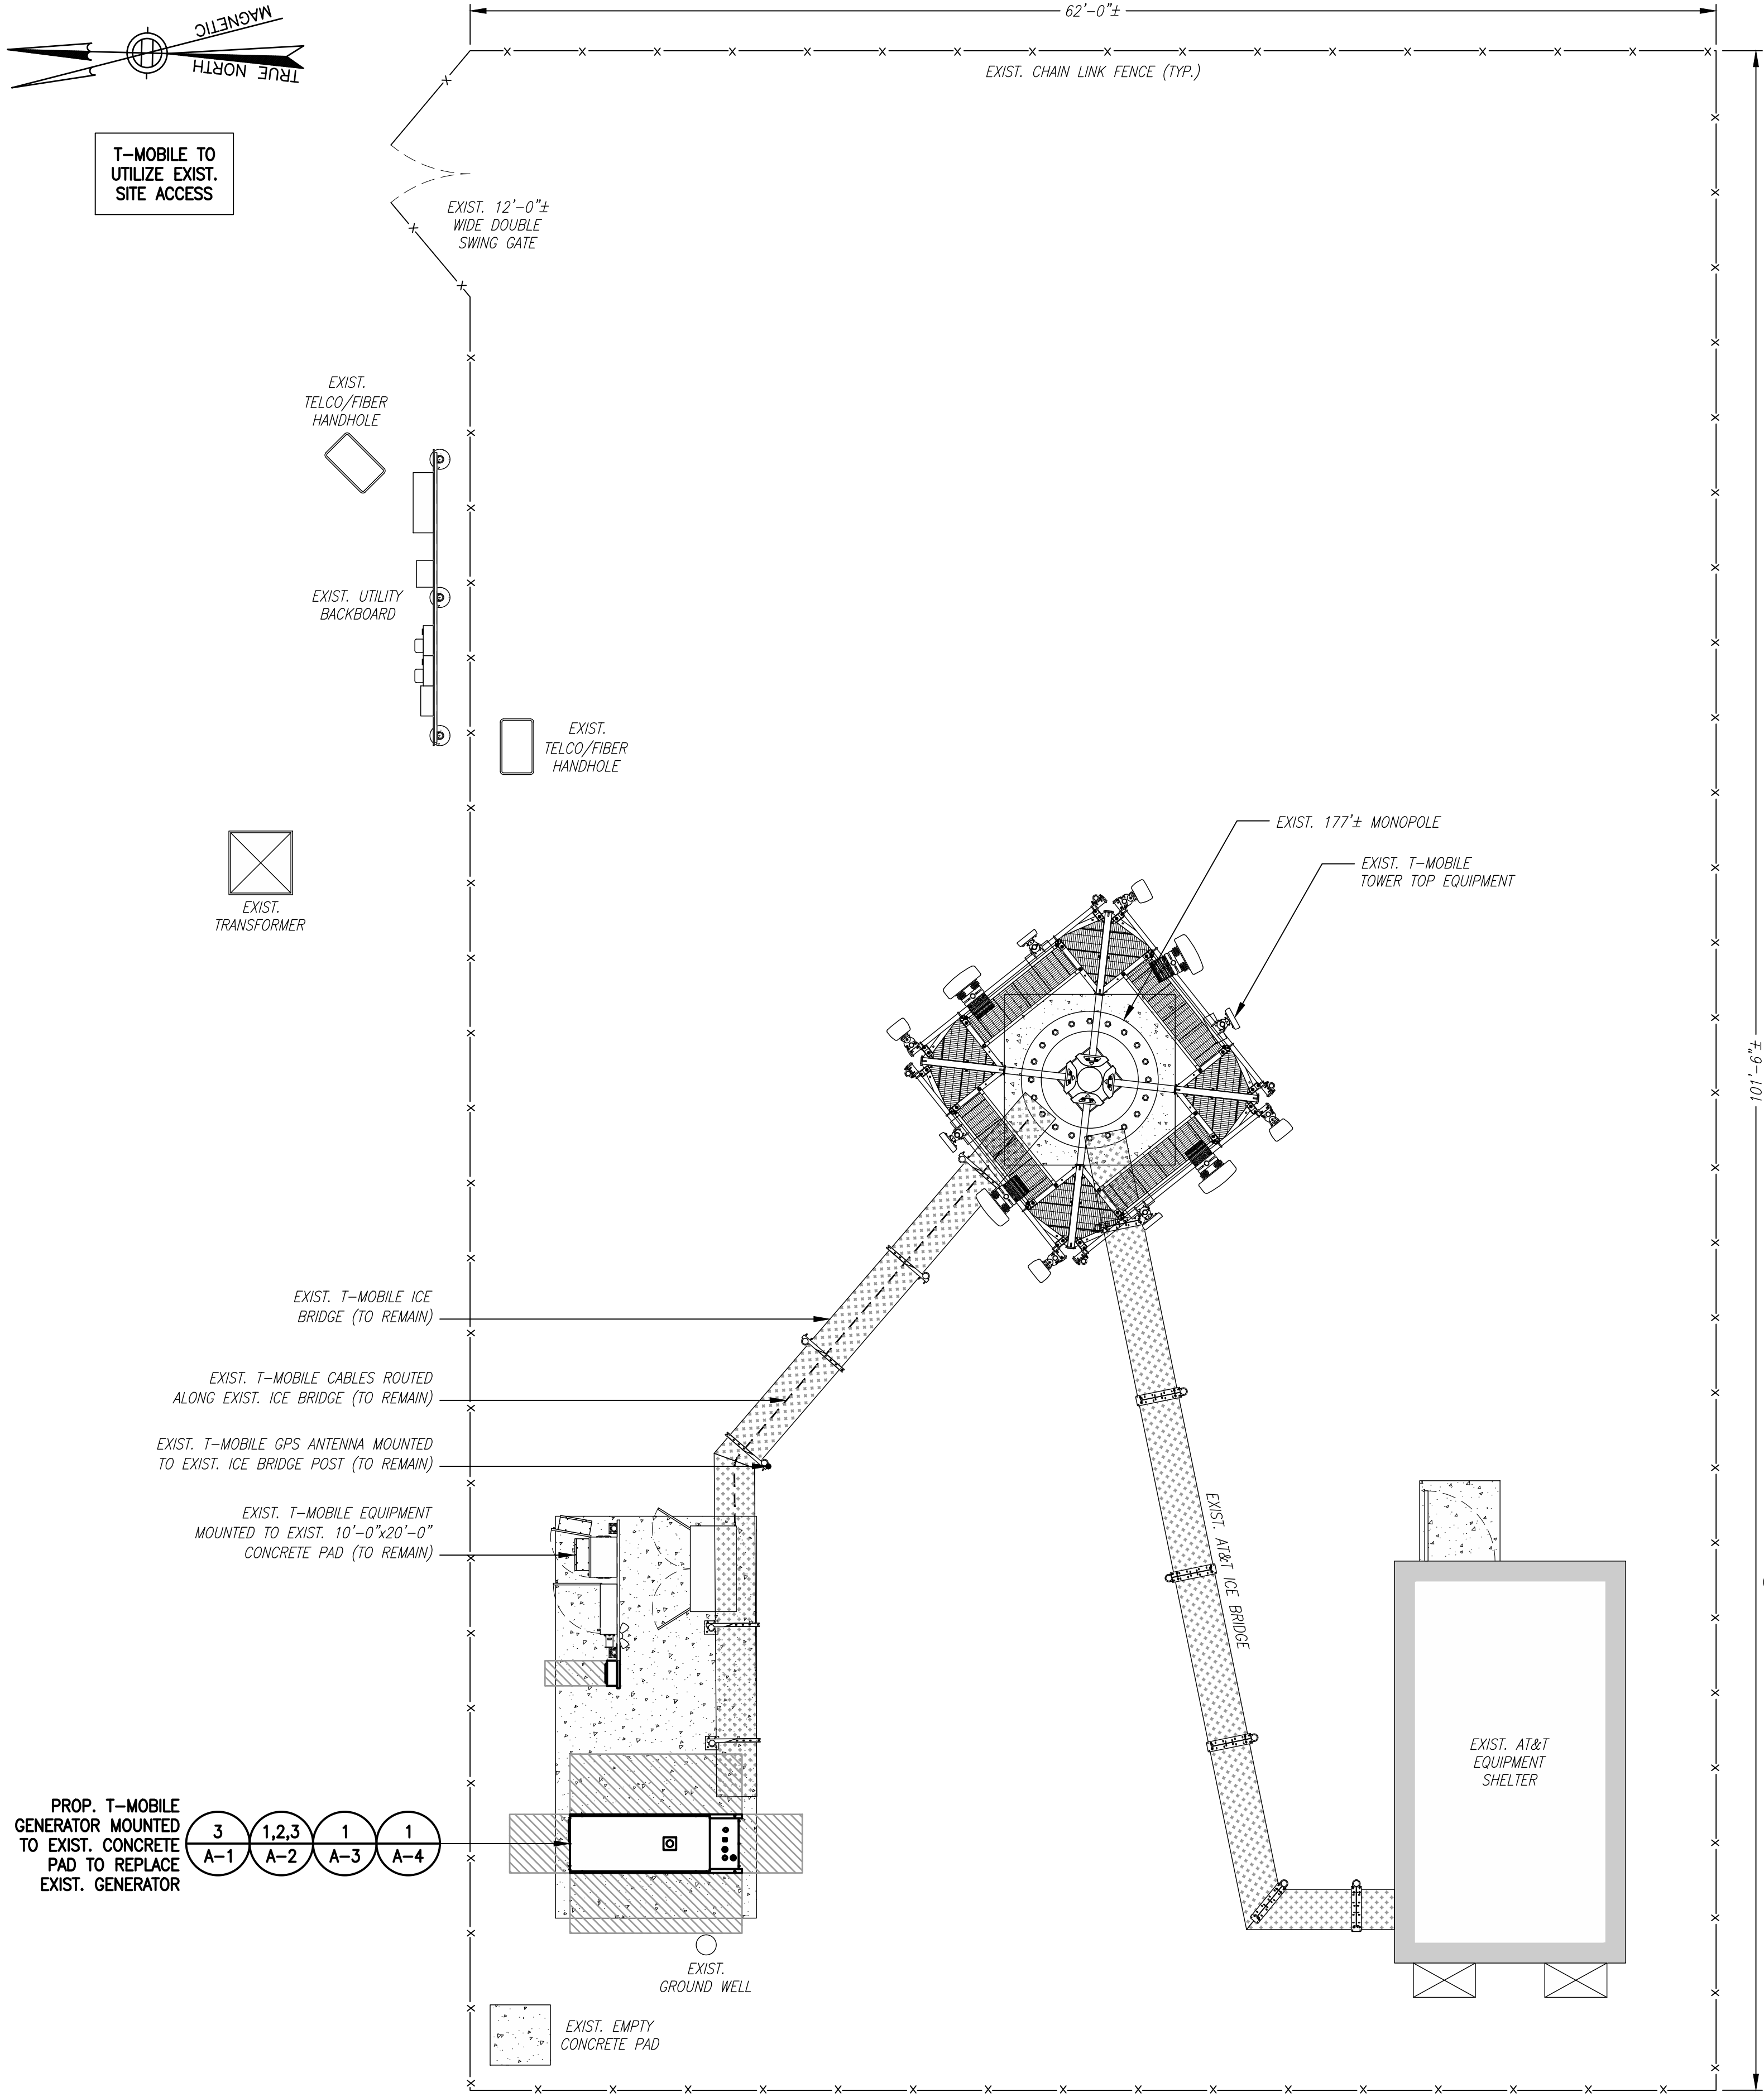 62'-0"±
MAGNETIC
TRUE NORTH
EXIST. CHAIN LINK FENCE (TYP.)
T-MOBILE TO
UTILIZE EXIST.
SITE ACCESS
EXIST. 12'-0"±
WIDE DOUBLE
SWING GATE
EXIST.
TELCO/FIBER
HANDHOLE
EXIST. UTILITY
BACKBOARD
EXIST.
TELCO/FIBER
HANDHOLE
EXIST.
TRANSFORMER
EXIST. 177'± MONOPOLE
EXIST. T-MOBILE
TOWER TOP EQUIPMENT
101'-6"±
EXIST. T-MOBILE ICE
BRIDGE (TO REMAIN)
EXIST. T-MOBILE CABLES ROUTED
ALONG EXIST. ICE BRIDGE (TO REMAIN)
EXIST. T-MOBILE GPS ANTENNA MOUNTED
TO EXIST. ICE BRIDGE POST (TO REMAIN)
EXIST. T-MOBILE EQUIPMENT
MOUNTED TO EXIST. 10'-0"x20'-0"
CONCRETE PAD (TO REMAIN)
EXIST. AT&T ICE BRIDGE
EXIST. AT&T
EQUIPMENT
SHELTER
PROP. T-MOBILE
GENERATOR MOUNTED
TO EXIST. CONCRETE
PAD TO REPLACE
EXIST. GENERATOR
3
A-1
1,2,3
A-2
1
A-3
1
A-4
EXIST.
GROUND WELL
EXIST. EMPTY
CONCRETE PAD